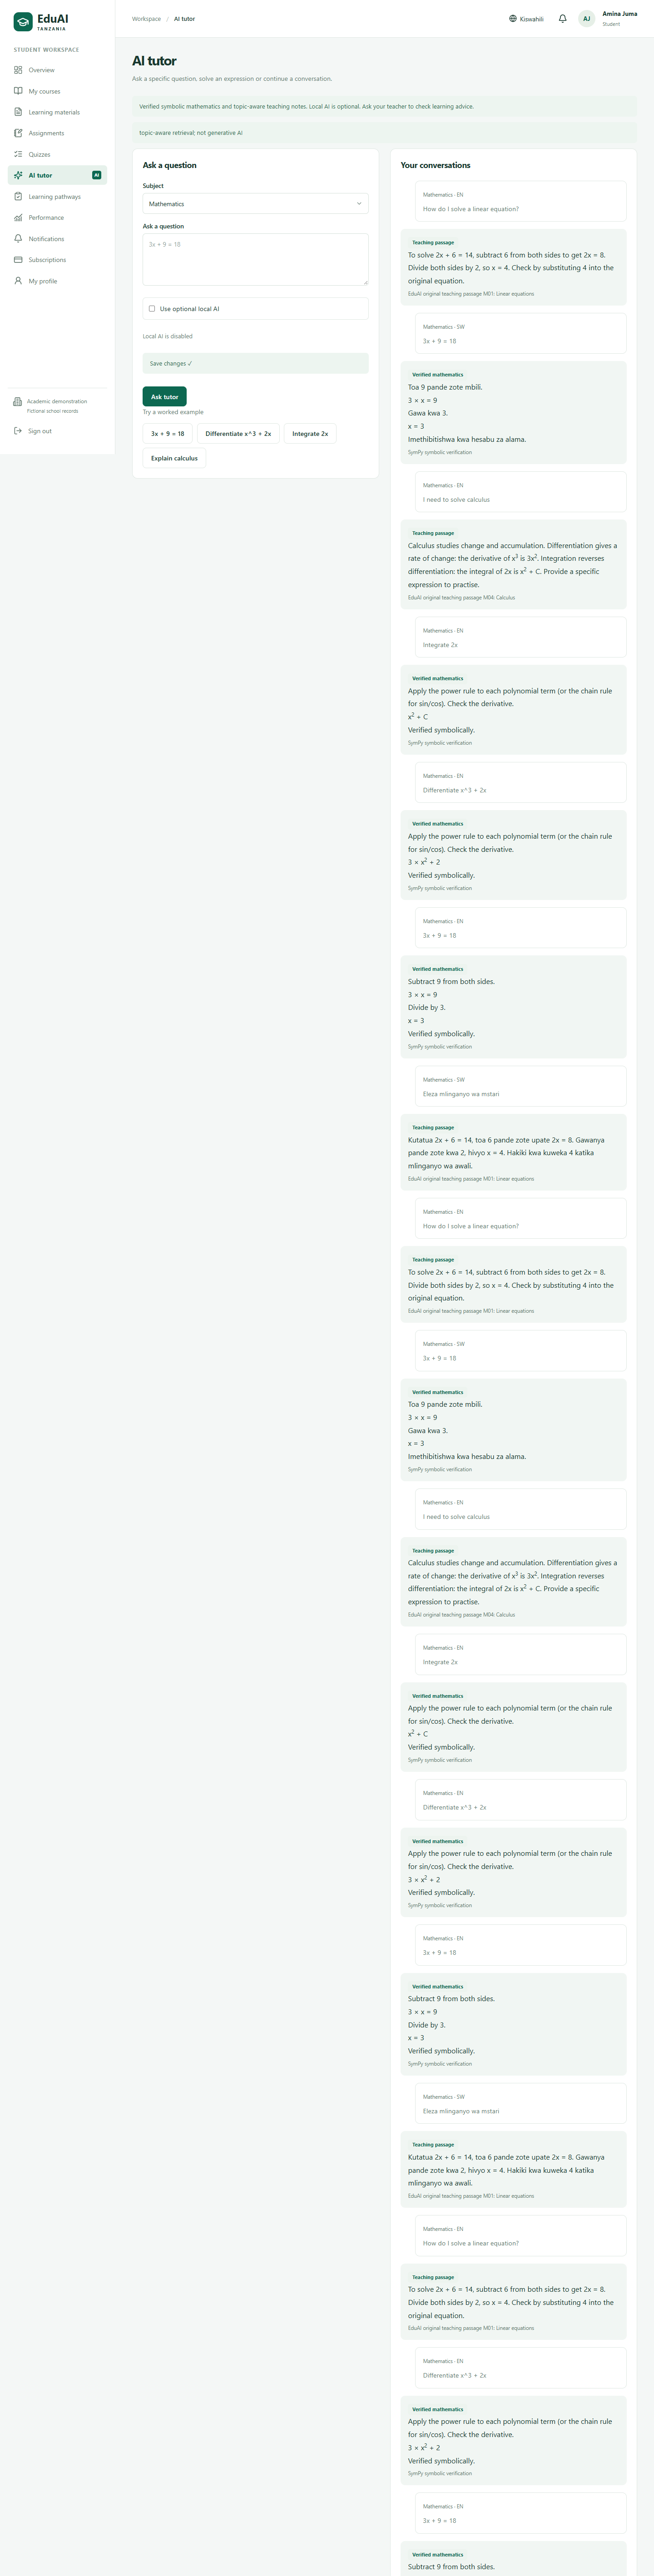 EduAI
TANZANIA
STUDENT WORKSPACE
Overview
My courses
Learning materials
Assignments
Quizzes
AI tutor
AI
Learning pathways
Performance
Notifications
Subscriptions
My profile
Academic demonstration
Fictional school records
Sign out
Workspace / AI tutor
Kiswahili
AJ
Amina Juma
Student
AI tutor
Ask a specific question, solve an expression or continue a conversation.
Verified symbolic mathematics and topic-aware teaching notes. Local AI is optional. Ask your teacher to check learning advice.
topic-aware retrieval; not generative AI
Ask a question
Subject
Mathematics
Ask a question
3x + 9 = 18
Use optional local AI
Local AI is disabled
Save changes ✓
Ask tutor
Try a worked example
3x + 9 = 18
Differentiate x^3 + 2x
Integrate 2x
Explain calculus
Your conversations
Mathematics · EN
How do I solve a linear equation?
Teaching passage
To solve 2x + 6 = 14, subtract 6 from both sides to get 2x = 8.
Divide both sides by 2, so x = 4. Check by substituting 4 into the
original equation.
EduAI original teaching passage M01: Linear equations
Mathematics · SW
3x + 9 = 18
Verified mathematics
Toa 9 pande zote mbili.
3 × x = 9
Gawa kwa 3.
x = 3
Imethibitishwa kwa hesabu za alama.
SymPy symbolic verification
Mathematics · EN
I need to solve calculus
Teaching passage
Calculus studies change and accumulation. Differentiation gives a
rate of change: the derivative of x³ is 3x². Integration reverses
differentiation: the integral of 2x is x² + C. Provide a specific
expression to practise.
EduAI original teaching passage M04: Calculus
Mathematics · EN
Integrate 2x
Verified mathematics
Apply the power rule to each polynomial term (or the chain rule
for sin/cos). Check the derivative.
x² + C
Verified symbolically.
SymPy symbolic verification
Mathematics · EN
Differentiate x^3 + 2x
Verified mathematics
Apply the power rule to each polynomial term (or the chain rule
for sin/cos). Check the derivative.
3 × x² + 2
Verified symbolically.
SymPy symbolic verification
Mathematics · EN
3x + 9 = 18
Verified mathematics
Subtract 9 from both sides.
3 × x = 9
Divide by 3.
x = 3
Verified symbolically.
SymPy symbolic verification
Mathematics · SW
Eleza mlinganyo wa mstari
Teaching passage
Kutatua 2x + 6 = 14, toa 6 pande zote upate 2x = 8. Gawanya
pande zote kwa 2, hivyo x = 4. Hakiki kwa kuweka 4 katika
mlinganyo wa awali.
EduAI original teaching passage M01: Linear equations
Mathematics · EN
How do I solve a linear equation?
Teaching passage
To solve 2x + 6 = 14, subtract 6 from both sides to get 2x = 8.
Divide both sides by 2, so x = 4. Check by substituting 4 into the
original equation.
EduAI original teaching passage M01: Linear equations
Mathematics · SW
3x + 9 = 18
Verified mathematics
Toa 9 pande zote mbili.
3 × x = 9
Gawa kwa 3.
x = 3
Imethibitishwa kwa hesabu za alama.
SymPy symbolic verification
Mathematics · EN
I need to solve calculus
Teaching passage
Calculus studies change and accumulation. Differentiation gives a
rate of change: the derivative of x³ is 3x². Integration reverses
differentiation: the integral of 2x is x² + C. Provide a specific
expression to practise.
EduAI original teaching passage M04: Calculus
Mathematics · EN
Integrate 2x
Verified mathematics
Apply the power rule to each polynomial term (or the chain rule
for sin/cos). Check the derivative.
x² + C
Verified symbolically.
SymPy symbolic verification
Mathematics · EN
Differentiate x^3 + 2x
Verified mathematics
Apply the power rule to each polynomial term (or the chain rule
for sin/cos). Check the derivative.
3 × x² + 2
Verified symbolically.
SymPy symbolic verification
Mathematics · EN
3x + 9 = 18
Verified mathematics
Subtract 9 from both sides.
3 × x = 9
Divide by 3.
x = 3
Verified symbolically.
SymPy symbolic verification
Mathematics · SW
Eleza mlinganyo wa mstari
Teaching passage
Kutatua 2x + 6 = 14, toa 6 pande zote upate 2x = 8. Gawanya
pande zote kwa 2, hivyo x = 4. Hakiki kwa kuweka 4 katika
mlinganyo wa awali.
EduAI original teaching passage M01: Linear equations
Mathematics · EN
How do I solve a linear equation?
Teaching passage
To solve 2x + 6 = 14, subtract 6 from both sides to get 2x = 8.
Divide both sides by 2, so x = 4. Check by substituting 4 into the
original equation.
EduAI original teaching passage M01: Linear equations
Mathematics · EN
Differentiate x^3 + 2x
Verified mathematics
Apply the power rule to each polynomial term (or the chain rule
for sin/cos). Check the derivative.
3 × x² + 2
Verified symbolically.
SymPy symbolic verification
Mathematics · EN
3x + 9 = 18
Verified mathematics
Subtract 9 from both sides.